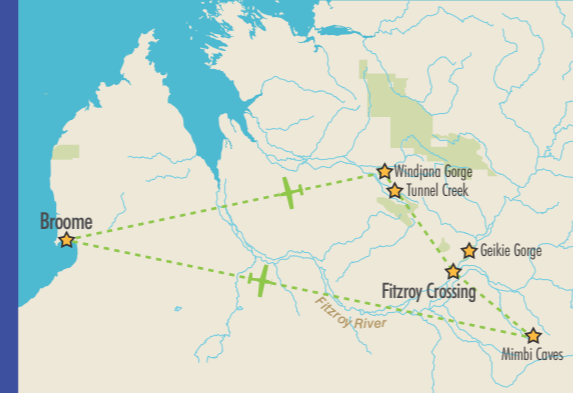 Windjana Gorge
Tunnel Creek
Broome
Geikie Gorge
Fitzroy Crossing
Fitzroy River
Mimbi Caves